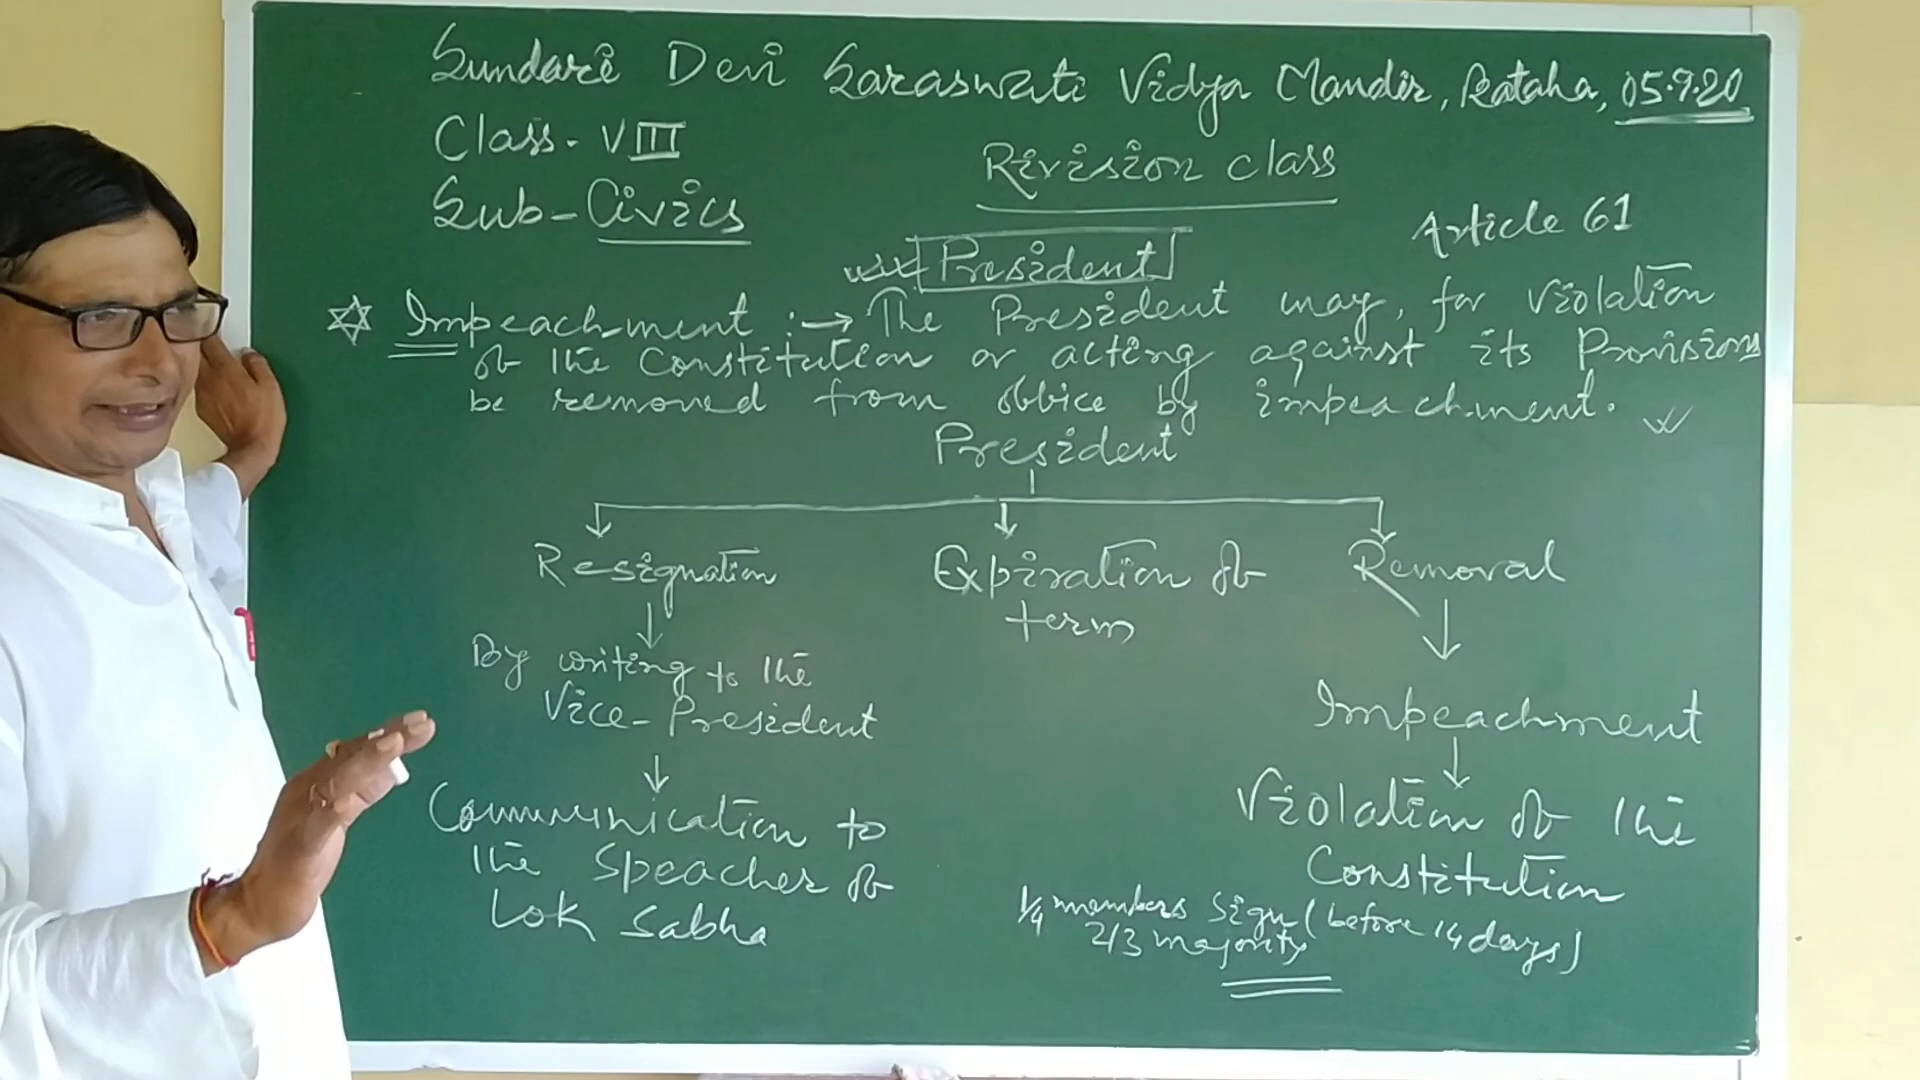 Sundari Devi Saraswati Vidya Mandir, Rataha, 05.9.20
Class - VIII
Rivision class
Sub - Civics
Article 61
President
Impeachment :→ The President may, for violation
of the Constitution or acting against its Provisions
be removed from office by impeachment.
President
Resignation
Expiration of
term
Removal
By writing to the
Vice-President
Impeachment
Communication to
the Speacher of
Lok Sabha
Violation of the
Constitution
1/4 members sign (before 14 days)
2/3 majority